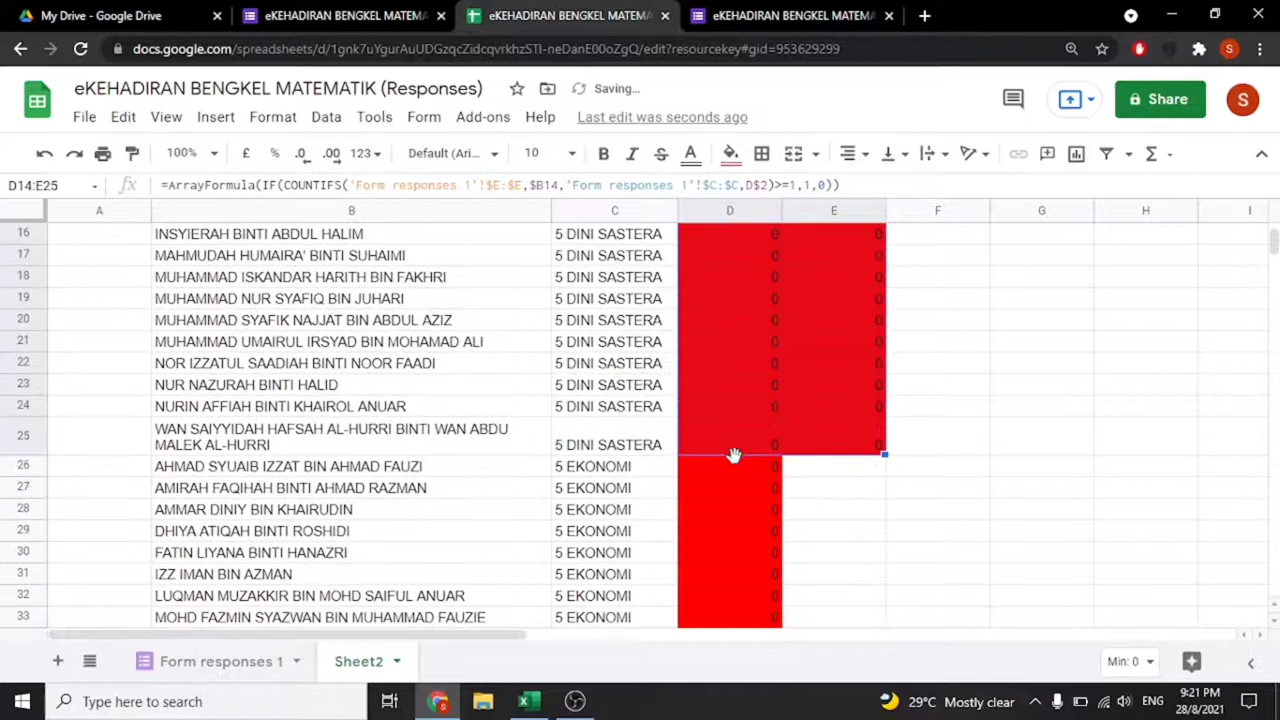 My Drive - Google Drive
eKEHADIRAN BENGKEL MATEMA
eKEHADIRAN BENGKEL MATEMA
eKEHADIRAN BENGKEL MATEMA
docs.google.com/spreadsheets/d/1gnk7uYgurAuUDGzqcZidcqvrkhzSTI-neDanE00oZgQ/edit?resourcekey#gid=953629299
S
eKEHADIRAN BENGKEL MATEMATIK (Responses)
Saving...
Share
S
File Edit View Insert Format Data Tools Form Add-ons Help Last edit was seconds ago
100% £ % .0 .00 123 Default (Ari... 10 B I S A Σ
D14:E25 fx =ArrayFormula(IF(COUNTIFS('Form responses 1'!$E:$E,$B14,'Form responses 1'!$C:$C,D$2)>=1,1,0))
A B C D E F G H I
16 INSYIERAH BINTI ABDUL HALIM 5 DINI SASTERA 0 0
17 MAHMUDAH HUMAIRA' BINTI SUHAIMI 5 DINI SASTERA 0 0
18 MUHAMMAD ISKANDAR HARITH BIN FAKHRI 5 DINI SASTERA 0 0
19 MUHAMMAD NUR SYAFIQ BIN JUHARI 5 DINI SASTERA 0 0
20 MUHAMMAD SYAFIK NAJJAT BIN ABDUL AZIZ 5 DINI SASTERA 0 0
21 MUHAMMAD UMAIRUL IRSYAD BIN MOHAMAD ALI 5 DINI SASTERA 0 0
22 NOR IZZATUL SAADIAH BINTI NOOR FAADI 5 DINI SASTERA 0 0
23 NUR NAZURAH BINTI HALID 5 DINI SASTERA 0 0
24 NURIN AFFIAH BINTI KHAIROL ANUAR 5 DINI SASTERA 0 0
WAN SAIYYIDAH HAFSAH AL-HURRI BINTI WAN ABDU
25 MALEK AL-HURRI 5 DINI SASTERA 0 0
26 AHMAD SYUAIB IZZAT BIN AHMAD FAUZI 5 EKONOMI 0
27 AMIRAH FAQIHAH BINTI AHMAD RAZMAN 5 EKONOMI 0
28 AMMAR DINIY BIN KHAIRUDIN 5 EKONOMI 0
29 DHIYA ATIQAH BINTI ROSHIDI 5 EKONOMI 0
30 FATIN LIYANA BINTI HANAZRI 5 EKONOMI 0
31 IZZ IMAN BIN AZMAN 5 EKONOMI 0
32 LUQMAN MUZAKKIR BIN MOHD SAIFUL ANUAR 5 EKONOMI 0
33 MOHD FAZMIN SYAZWAN BIN MUHAMMAD FAUZIE 5 EKONOMI 0
Form responses 1 Sheet2 Min: 0
Type here to search
29°C Mostly clear ENG
9:21 PM
28/8/2021